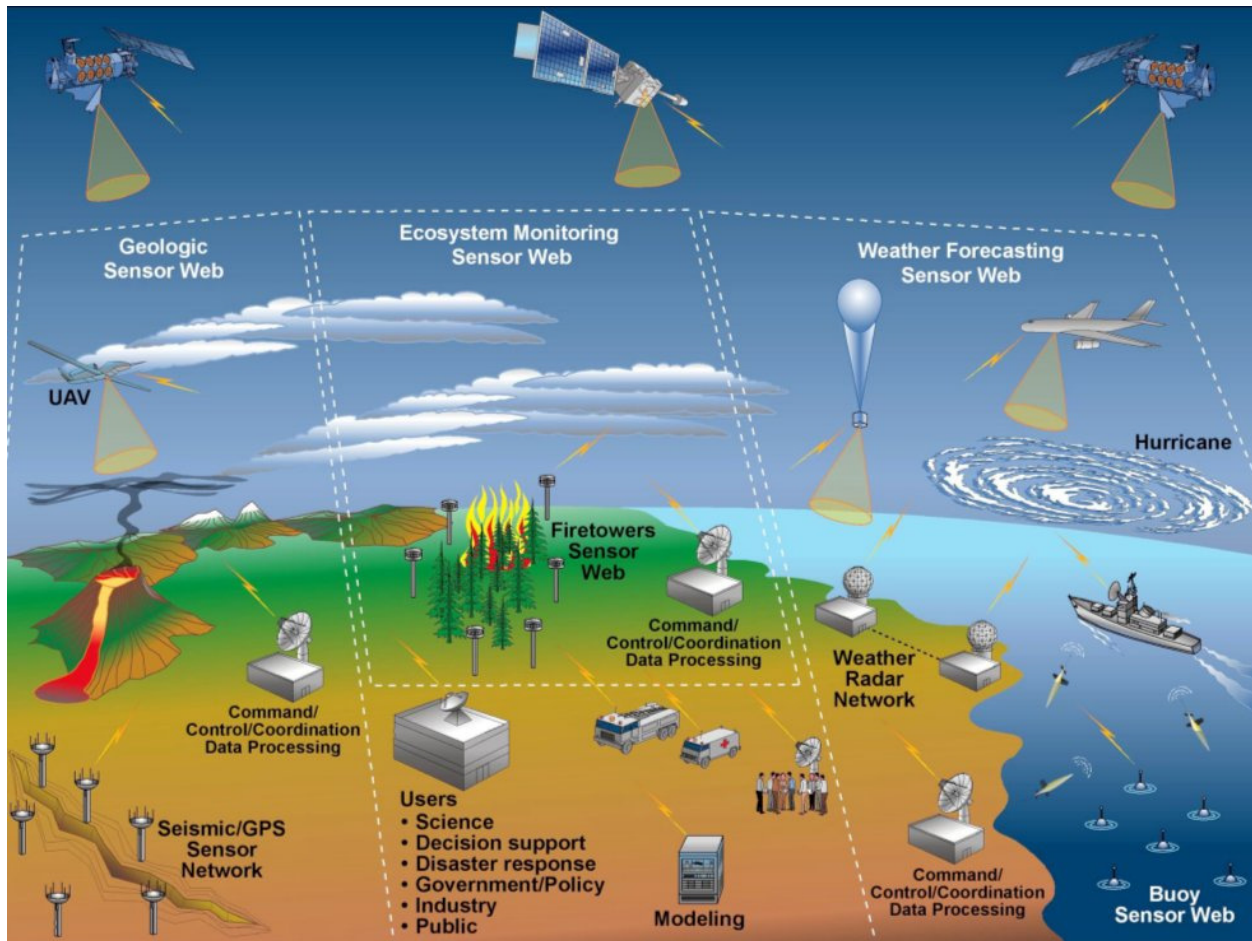 Geologic
Sensor Web
Ecosystem Monitoring
Sensor Web
Weather Forecasting
Sensor Web
UAV
Hurricane
Firetowers
Sensor
Web
Command/
Control/Coordination
Data Processing
Weather
Radar
Network
Command/
Control/Coordination
Data Processing
Seismic/GPS
Sensor
Network
Users
• Science
• Decision support
• Disaster response
• Government/Policy
• Industry
• Public
Modeling
Command/
Control/Coordination
Data Processing
Buoy
Sensor Web